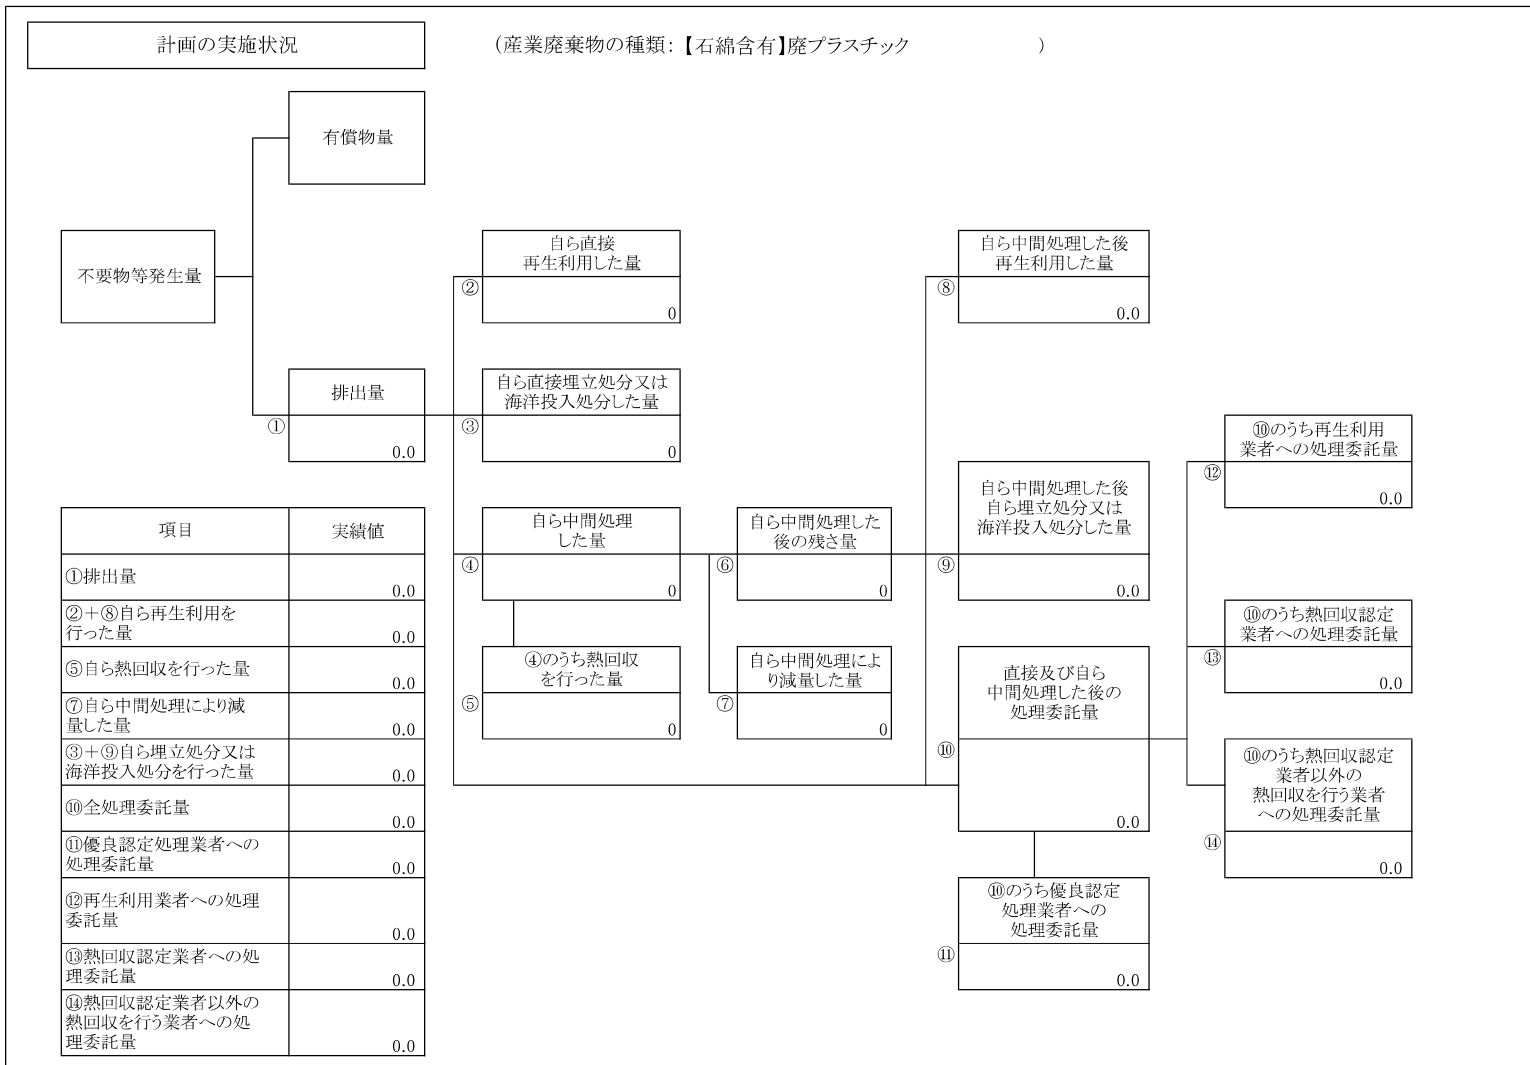 計画の実施状況
(産業廃棄物の種類:【石綿含有】廃プラスチック )
有償物量
不要物等発生量
排出量
①
0.0
自ら直接
再生利用した量
②
0
自ら直接埋立処分又は
海洋投入処分した量
③
0
自ら中間処理
した量
④
0
④のうち熱回収
を行った量
⑤
0
自ら中間処理した
後の残さ量
⑥
0
自ら中間処理によ
り減量した量
⑦
0
自ら中間処理した後
再生利用した量
⑧
0.0
自ら中間処理した後
自ら埋立処分又は
海洋投入処分した量
⑨
0.0
直接及び自ら
中間処理した後の
処理委託量
⑩
0.0
⑩のうち優良認定
処理業者への
処理委託量
⑪
0.0
⑩のうち再生利用
業者への処理委託量
⑫
0.0
⑩のうち熱回収認定
業者への処理委託量
⑬
0.0
⑩のうち熱回収認定
業者以外の
熱回収を行う業者
への処理委託量
⑭
0.0
項目 実績値
①排出量
0.0
②+⑧自ら再生利用を
行った量
0.0
⑤自ら熱回収を行った量
0.0
⑦自ら中間処理により減
量した量
0.0
③+⑨自ら埋立処分又は
海洋投入処分を行った量
0.0
⑩全処理委託量
0.0
⑪優良認定処理業者への
処理委託量
0.0
⑫再生利用業者への処理
委託量
0.0
⑬熱回収認定業者への処
理委託量
0.0
⑭熱回収認定業者以外の
熱回収を行う業者への処
理委託量
0.0